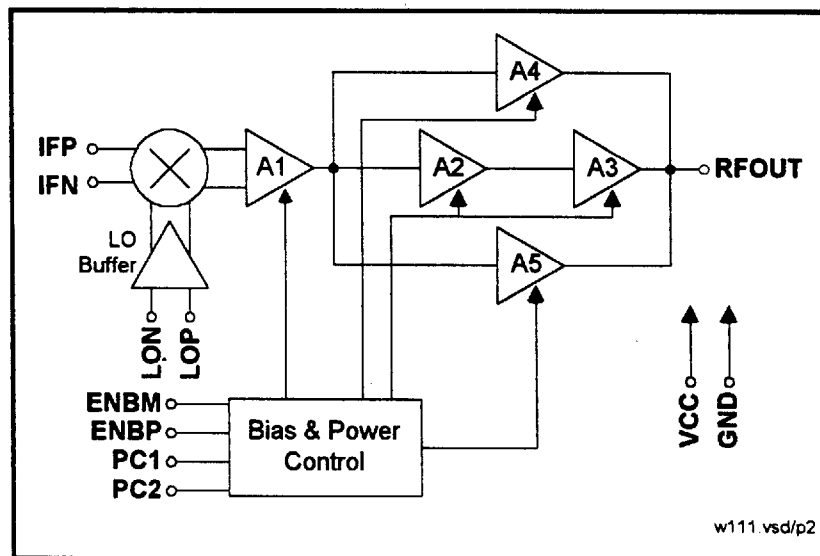 A4
IFP
IFN
A1
A2
A3
RFOUT
LO
Buffer
A5
LON
LOP
VCC
GND
ENBM
ENBP
PC1
PC2
Bias & Power
Control
w111.vsd/p2